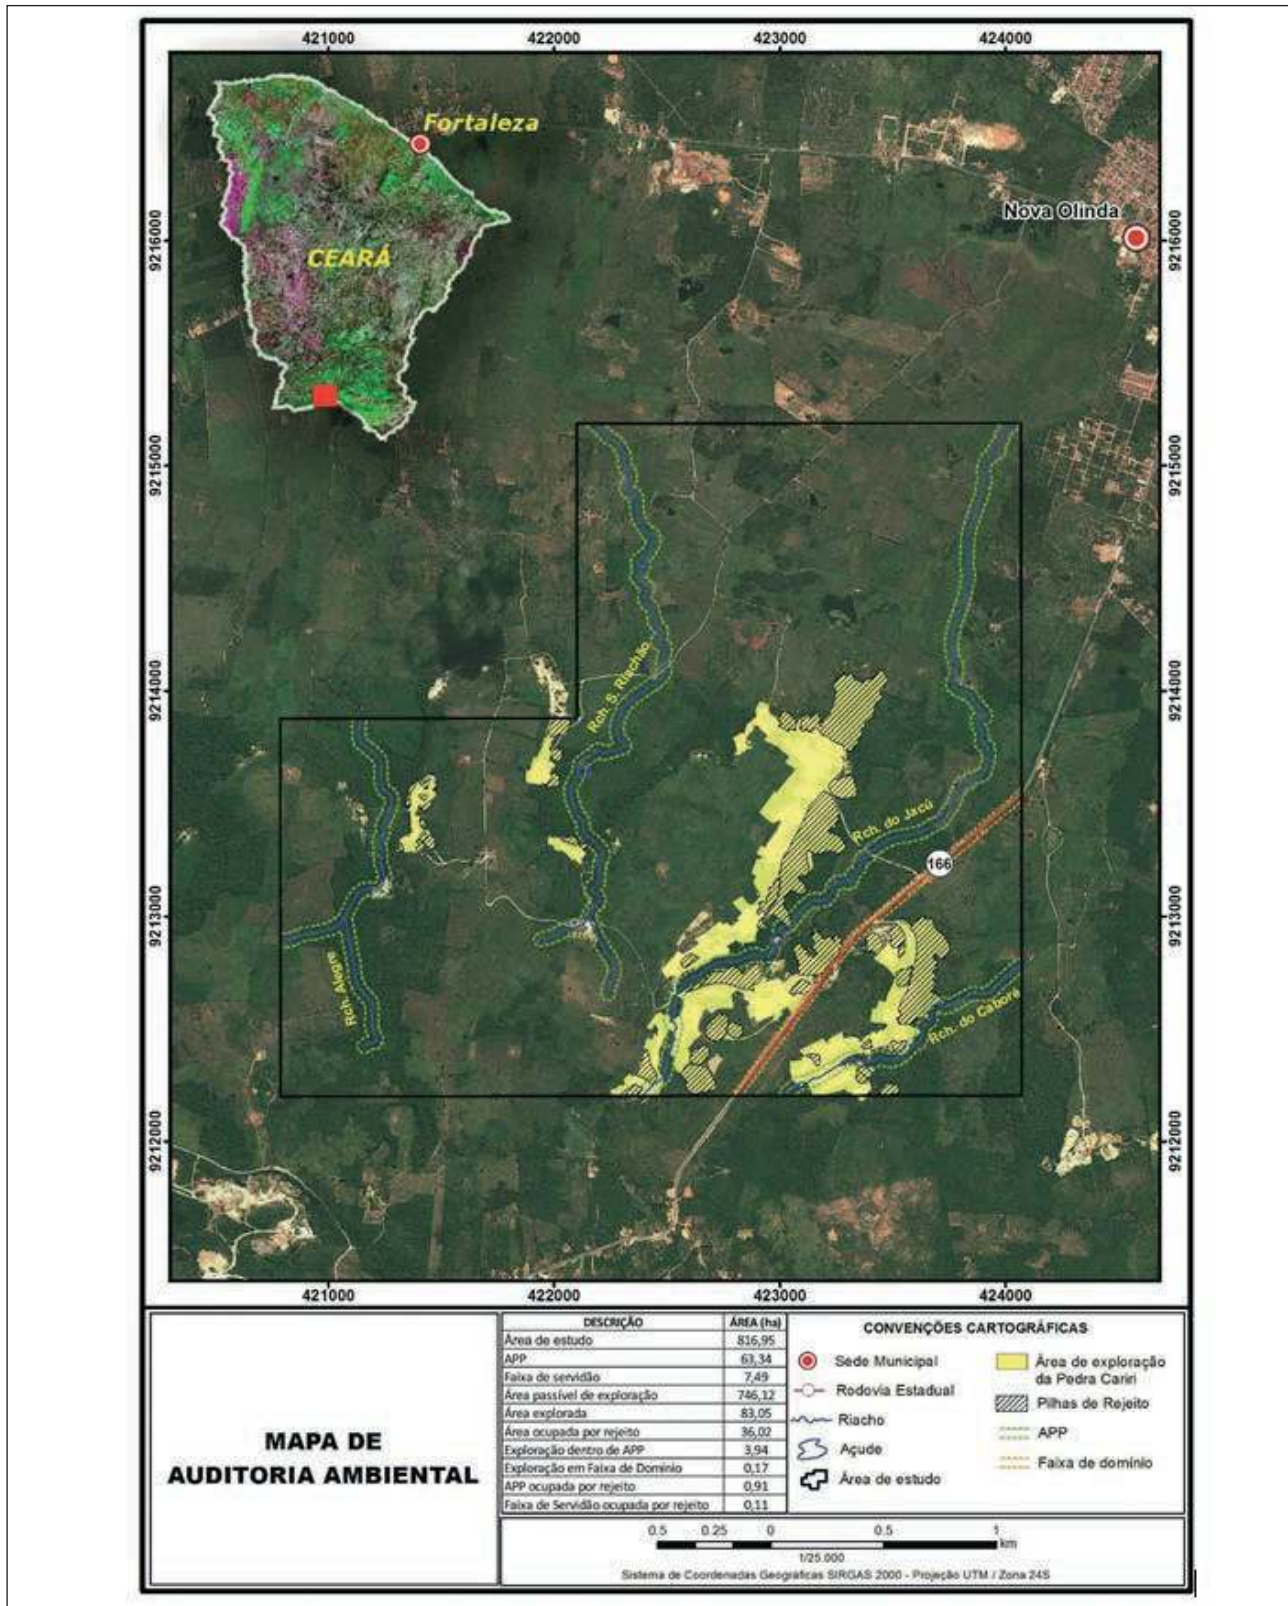 421000 422000 423000 424000
Fortaleza
CEARÁ
Nova Olinda
9216000 9216000
9215000 9215000
9214000 9214000
9213000 9213000
9212000 9212000
Rch. S. Riachão
Rch. do Jacú
166
Rch. Alegre
Rch. do Caboré
421000 422000 423000 424000
MAPA DE
AUDITORIA AMBIENTAL
DESCRIÇÃO ÁREA (ha)
Área de estudo 816,95
APP 63,34
Faixa de servidão 7,49
Área passível de exploração 746,12
Área explorada 83,05
Área ocupada por rejeito 36,02
Exploração dentro de APP 3,94
Exploração em Faixa de Domínio 0,17
APP ocupada por rejeito 0,91
Faixa de Servidão ocupada por rejeito 0,11
CONVENÇÕES CARTOGRÁFICAS
Sede Municipal
Rodovia Estadual
Riacho
Açude
Área de estudo
Área de exploração
da Pedra Cariri
Pilhas de Rejeito
APP
Faixa de domínio
0.5 0.25 0 0.5 1
km
1/25.000
Sistema de Coordenadas Geográficas SIRGAS 2000 - Projeção UTM / Zona 24S